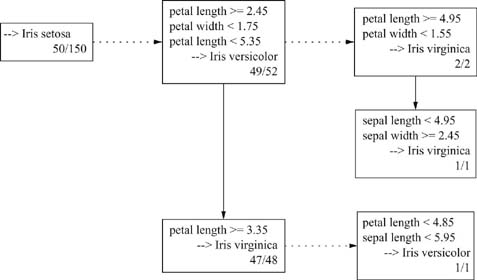 --> Iris setosa
50/150
petal length >= 2.45
petal width < 1.75
petal length < 5.35
--> Iris versicolor
49/52
petal length >= 4.95
petal width < 1.55
--> Iris virginica
2/2
sepal length < 4.95
sepal width >= 2.45
--> Iris virginica
1/1
petal length >= 3.35
--> Iris virginica
47/48
petal length < 4.85
sepal length < 5.95
--> Iris versicolor
1/1